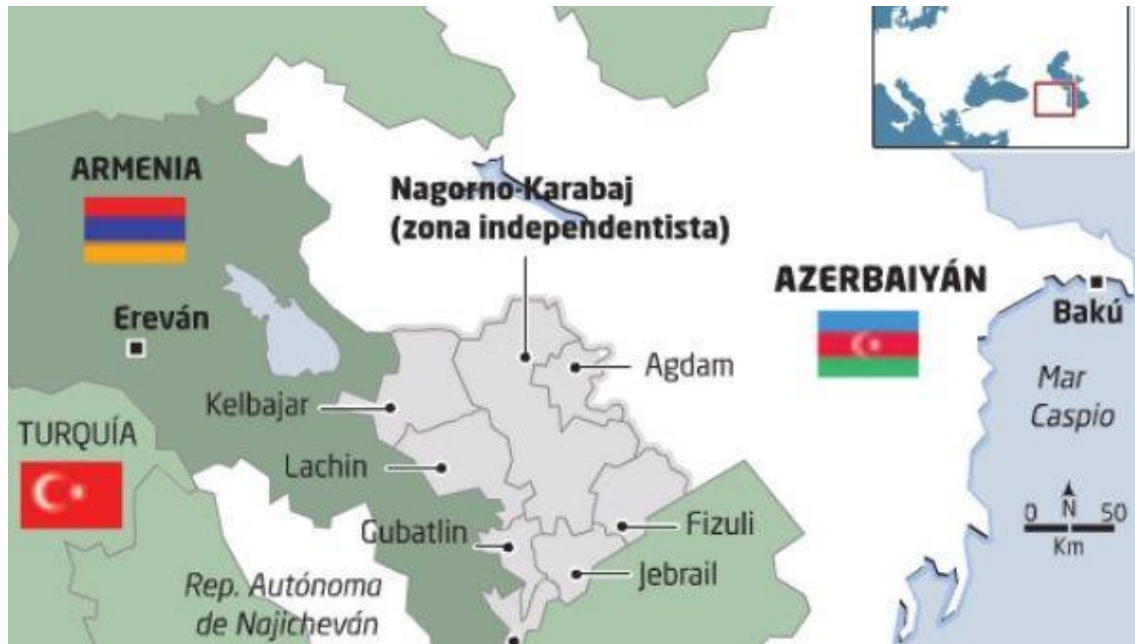 ARMENIA
Ereván
TURQUÍA
Nagorno-Karabaj
(zona independentista)
AZERBAIYÁN
Bakú
Mar
Caspio
Agdam
Kelbajar
Lachin
Gubatlin
Fizuli
Jebrail
Rep. Autónoma
de Najicheván
N
0 50
Km